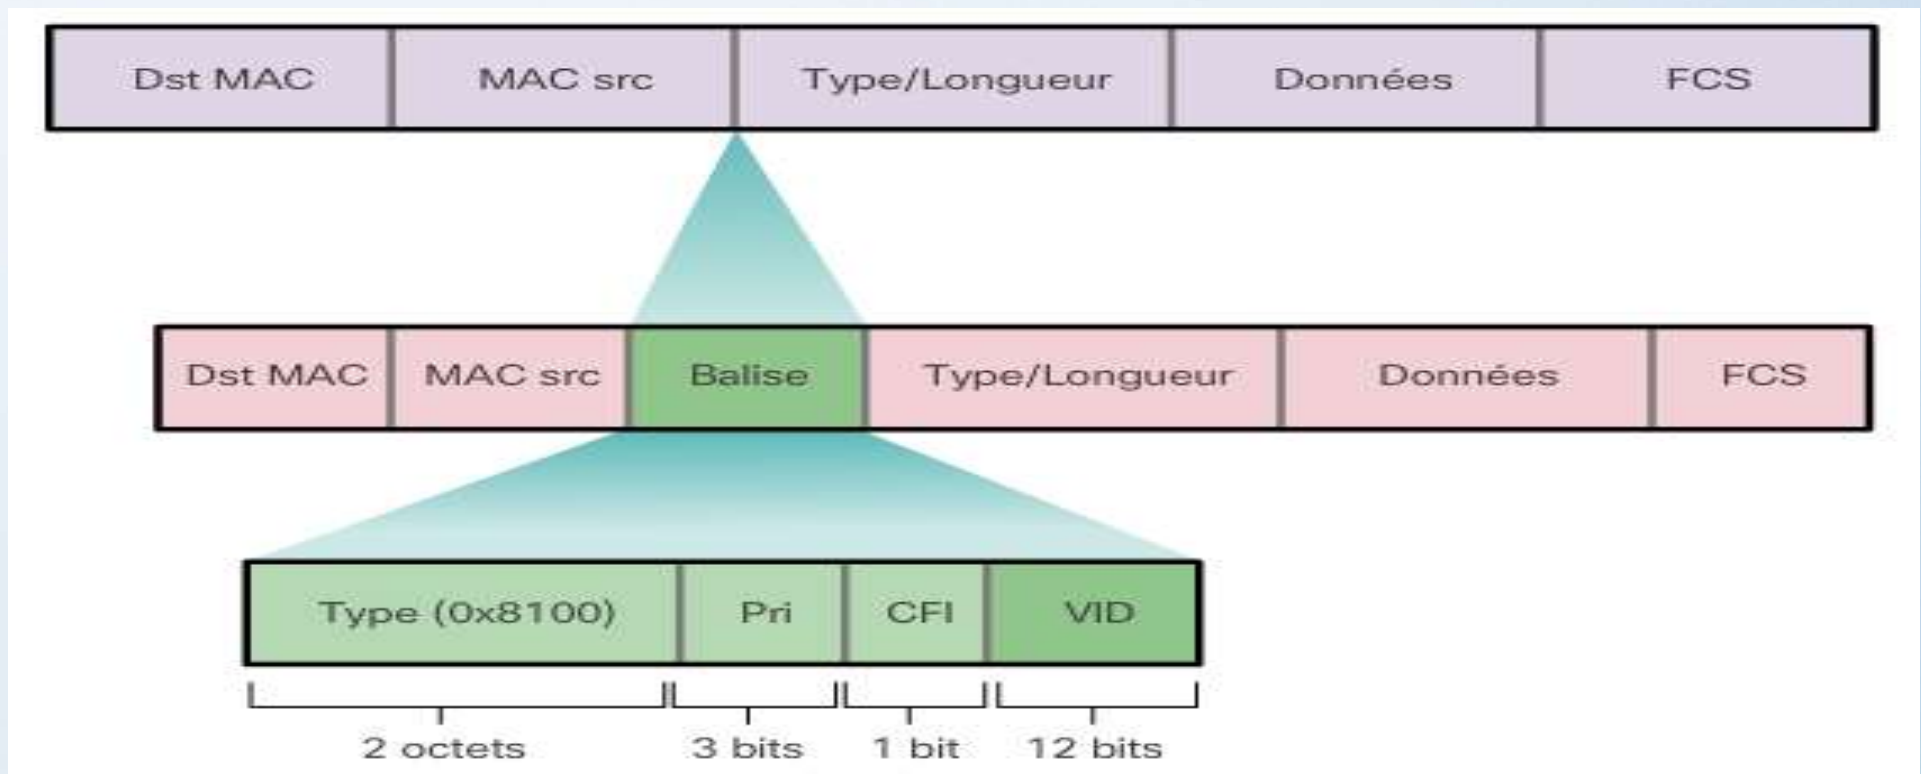 Dst MAC MAC src Type/Longueur Données FCS
Dst MAC MAC src Balise Type/Longueur Données FCS
Type (0x8100) Pri CFI VID
2 octets 3 bits 1 bit 12 bits